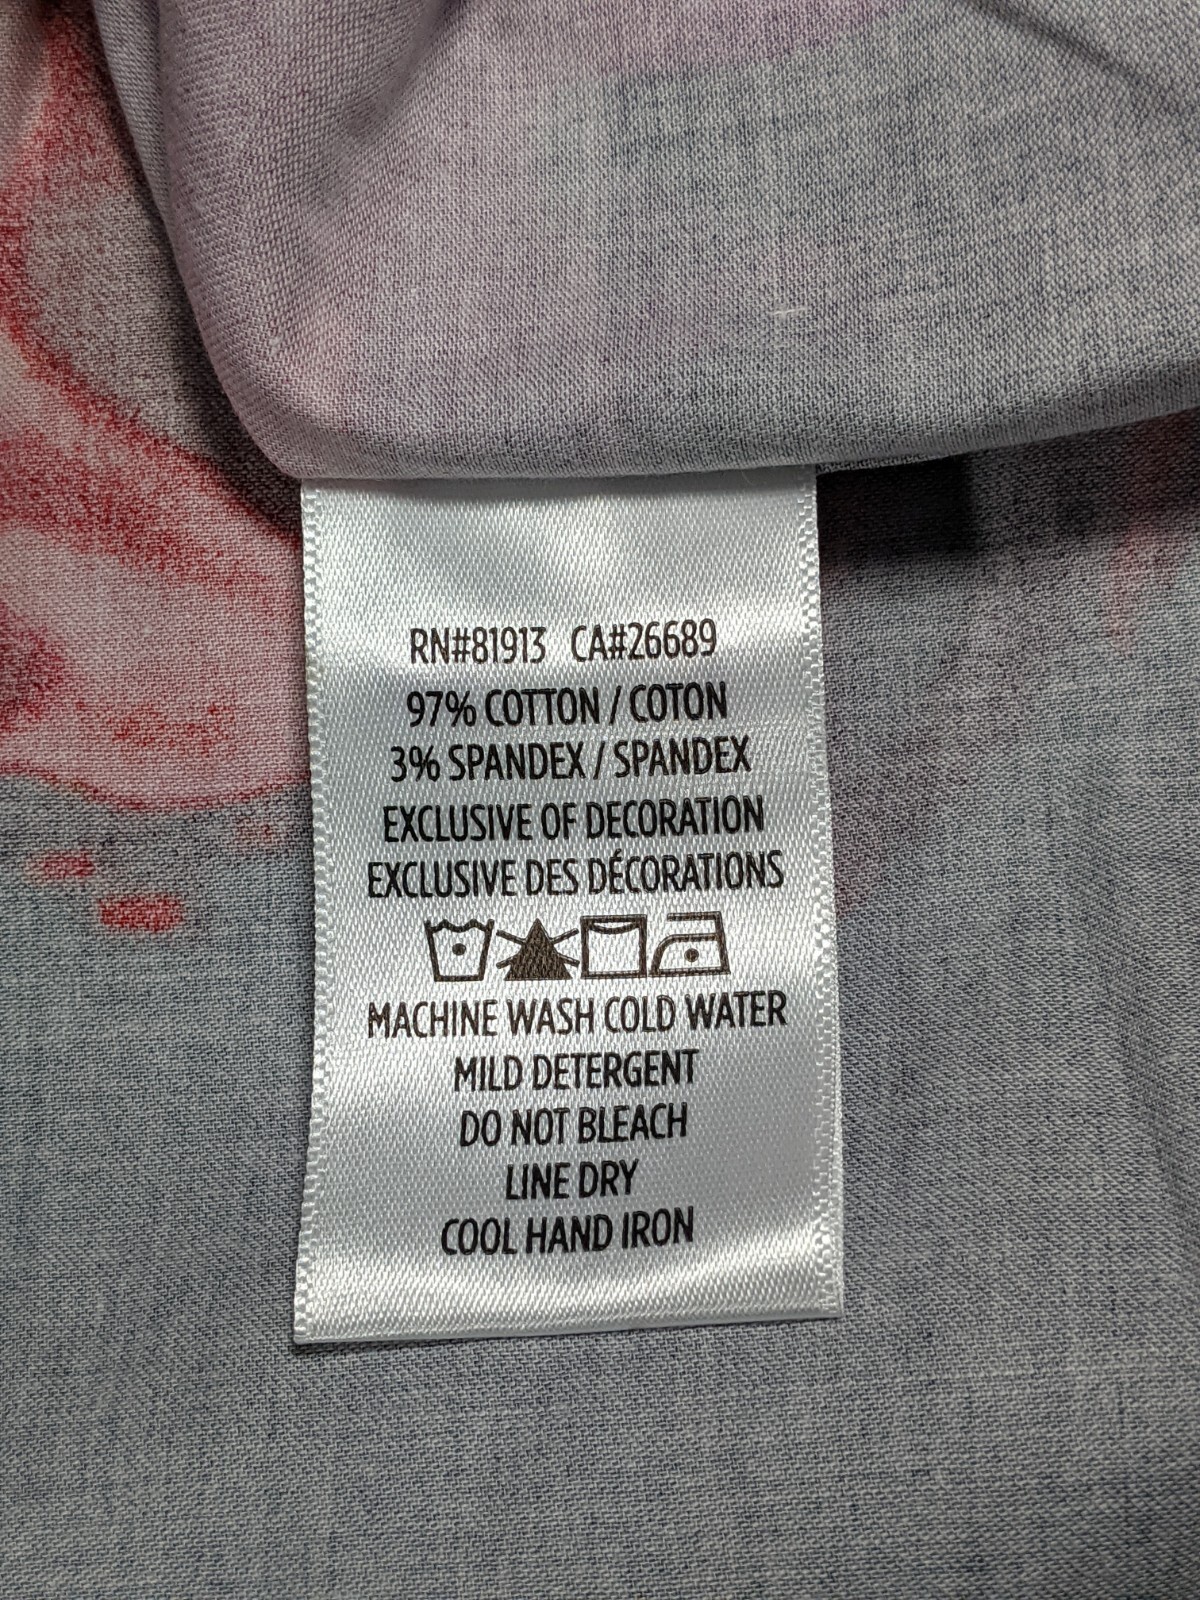 RN#81913 CA#26689
97% COTTON / COTON
3% SPANDEX / SPANDEX
EXCLUSIVE OF DECORATION
EXCLUSIVE DES DÉCORATIONS
MACHINE WASH COLD WATER
MILD DETERGENT
DO NOT BLEACH
LINE DRY
COOL HAND IRON